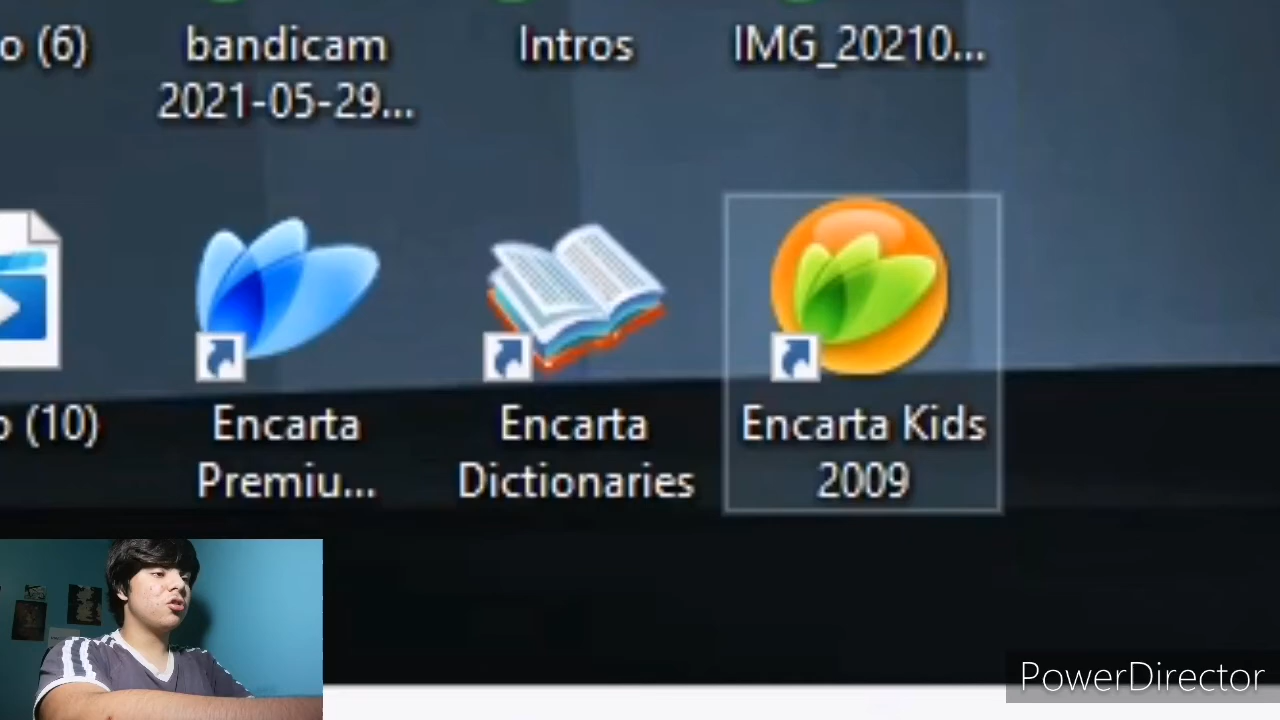 o (6)
bandicam
2021-05-29...
Intros
IMG_20210...
o (10)
Encarta
Premiu...
Encarta
Dictionaries
Encarta Kids
2009
PowerDirector